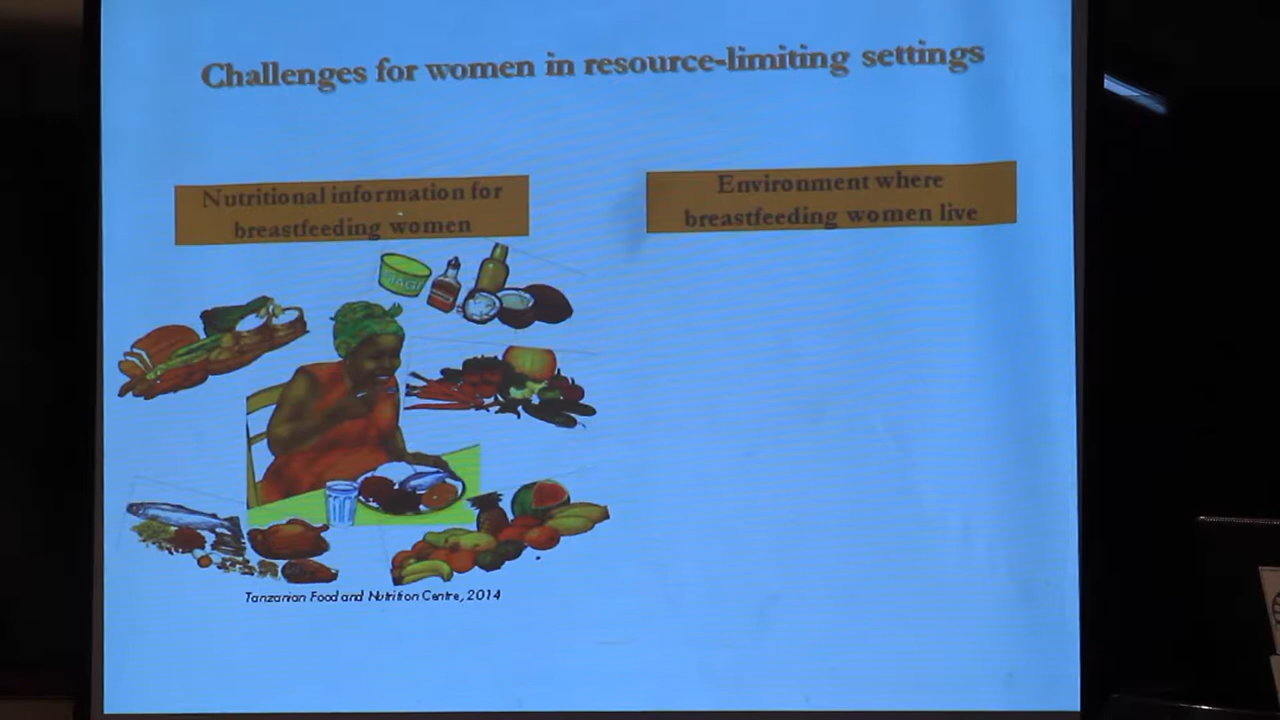 Challenges for women in resource-limiting settings
Nutritional information for
breastfeeding women
Environment where
breastfeeding women live
Tanzanian Food and Nutrition Centre, 2014